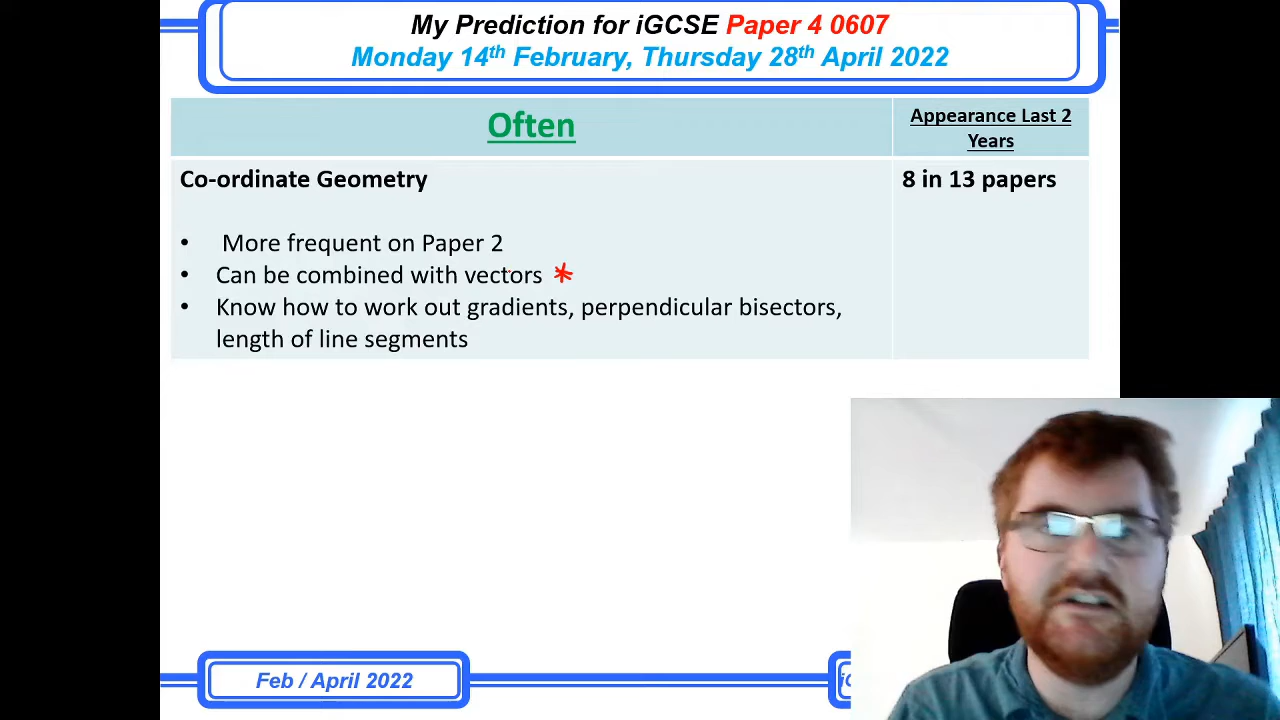 My Prediction for iGCSE Paper 4 0607
Monday 14th February, Thursday 28th April 2022
Often
Appearance Last 2
Years
Co-ordinate Geometry
8 in 13 papers
• More frequent on Paper 2
• Can be combined with vectors *
• Know how to work out gradients, perpendicular bisectors,
length of line segments
Feb / April 2022